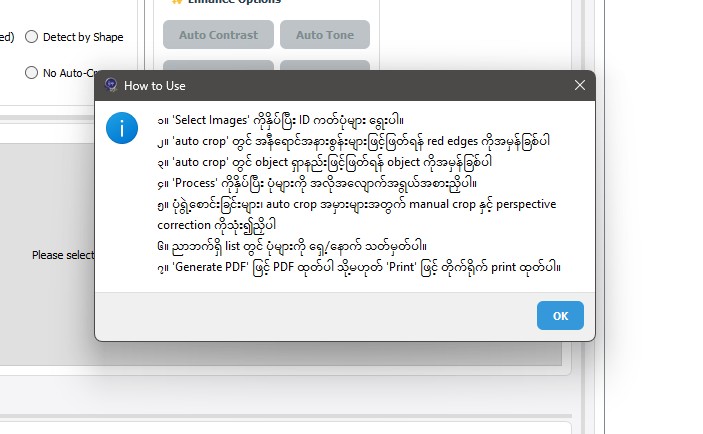 Enhance Options
Detect by Shape
Auto Contrast
Auto Tone
No Auto-Cr
How to Use
၁။ 'Select Images' ကိုနှိပ်ပြီး ID ကတ်ပုံများ ရွေးပါ။
၂။ 'auto crop' တွင် အနီရောင်အနားစွန်းများဖြင့်ဖြတ်ရန် red edges ကိုအမှန်ခြစ်ပါ
၃။ 'auto crop' တွင် object ရှာနည်းဖြင့်ဖြတ်ရန် object ကိုအမှန်ခြစ်ပါ
၄။ 'Process' ကိုနှိပ်ပြီး ပုံများကို အလိုအလျောက်အရွယ်အစားညှိပါ။
၅။ ပုံရွဲ့စောင်းခြင်းများ၊ auto crop အမှားများအတွက် manual crop နှင့် perspective
correction ကိုသုံး၍ညှိပါ
၆။ ညာဘက်ရှိ list တွင် ပုံများကို ရှေ့/နောက် သတ်မှတ်ပါ။
၇။ 'Generate PDF' ဖြင့် PDF ထုတ်ပါ သို့မဟုတ် 'Print' ဖြင့် တိုက်ရိုက် print ထုတ်ပါ။
Please select
OK